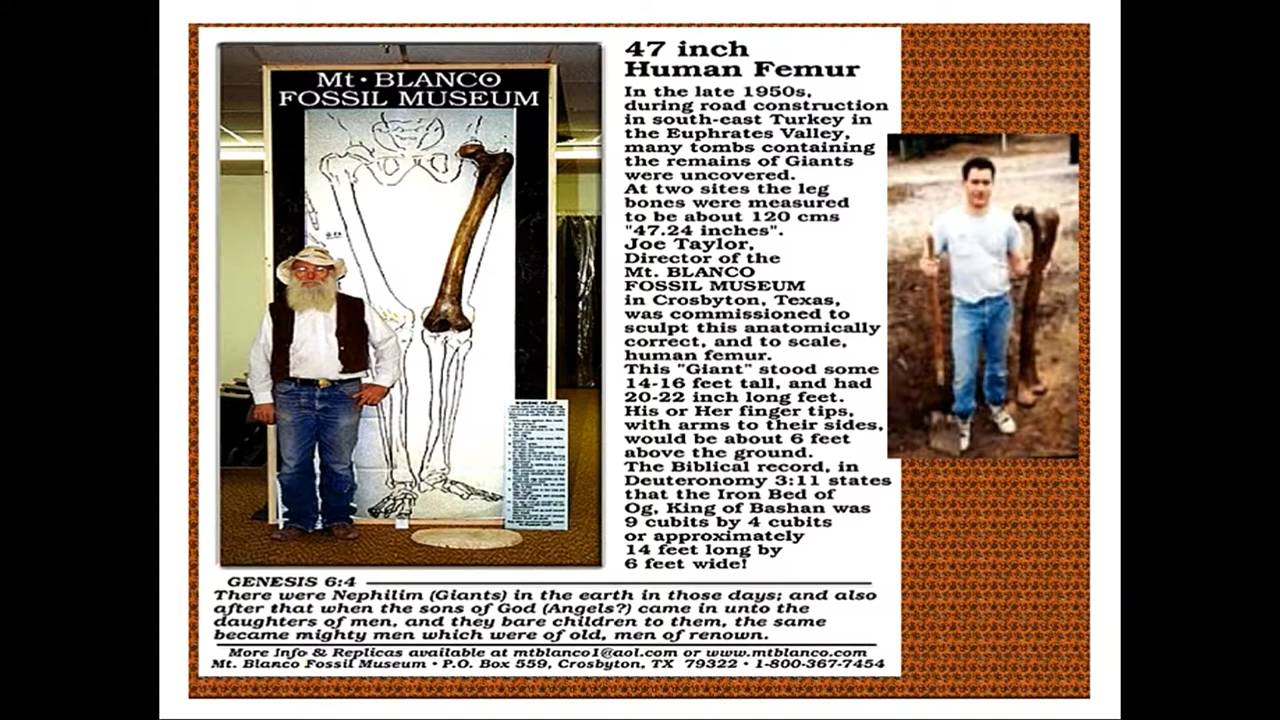 Mt • BLANCO
FOSSIL MUSEUM
47 inch
Human Femur
In the late 1950s,
during road construction
in south-east Turkey in
the Euphrates Valley,
many tombs containing
the remains of Giants
were uncovered.
At two sites the leg
bones were measured
to be about 120 cms
"47.24 inches".
Joe Taylor,
Director of the
Mt. BLANCO
FOSSIL MUSEUM
in Crosbyton, Texas,
was commissioned to
sculpt this anatomically
correct, and to scale,
human femur.
This "Giant" stood some
14-16 feet tall, and had
20-22 inch long feet.
His or Her finger tips,
with arms to their sides,
would be about 6 feet
above the ground.
The Biblical record, in
Deuteronomy 3:11 states
that the Iron Bed of
Og, King of Bashan was
9 cubits by 4 cubits
or approximately
14 feet long by
6 feet wide!
GENESIS 6:4
There were Nephilim (Giants) in the earth in those days; and also
after that when the sons of God (Angels?) came in unto the
daughters of men, and they bare children to them, the same
became mighty men which were of old, men of renown.
More Info & Replicas available at mtblanco1@aol.com or www.mtblanco.com
Mt. Blanco Fossil Museum • P.O. Box 559, Crosbyton, TX 79322 • 1-800-367-7454